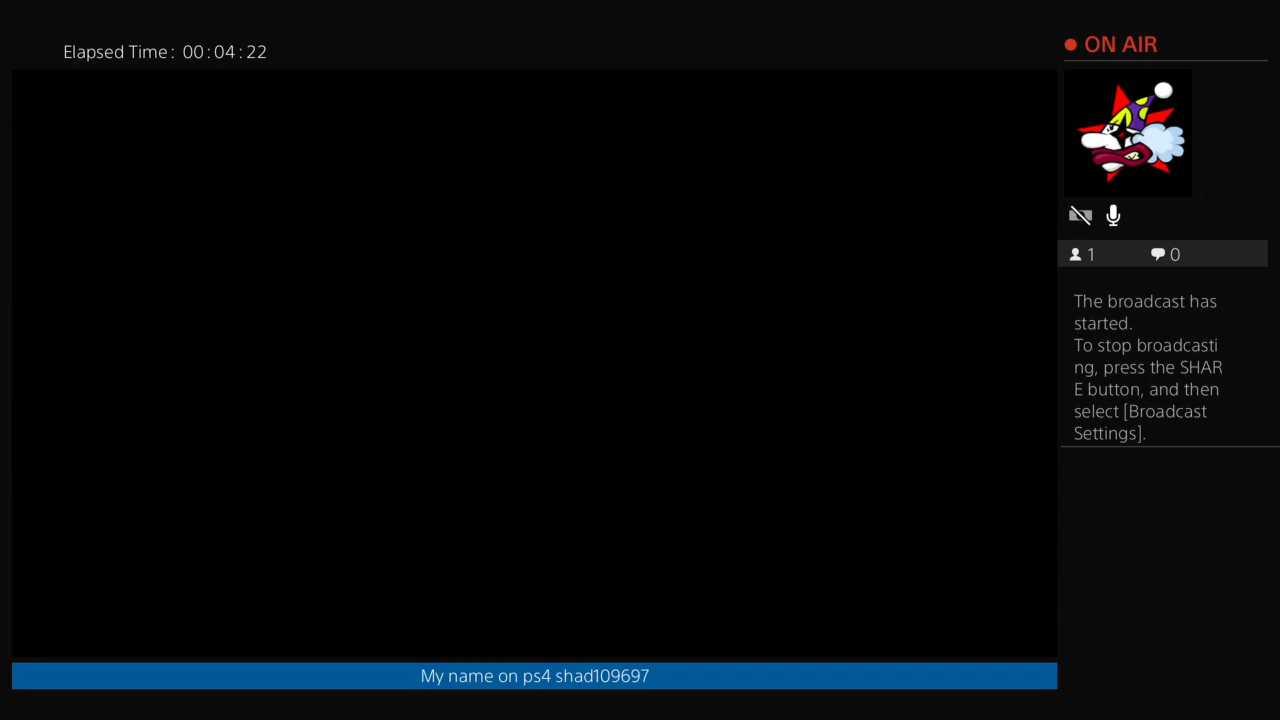 Elapsed Time: 00:04:22
ON AIR
1 0
The broadcast has
started.
To stop broadcasti
ng, press the SHAR
E button, and then
select [Broadcast
Settings].
My name on ps4 shad109697